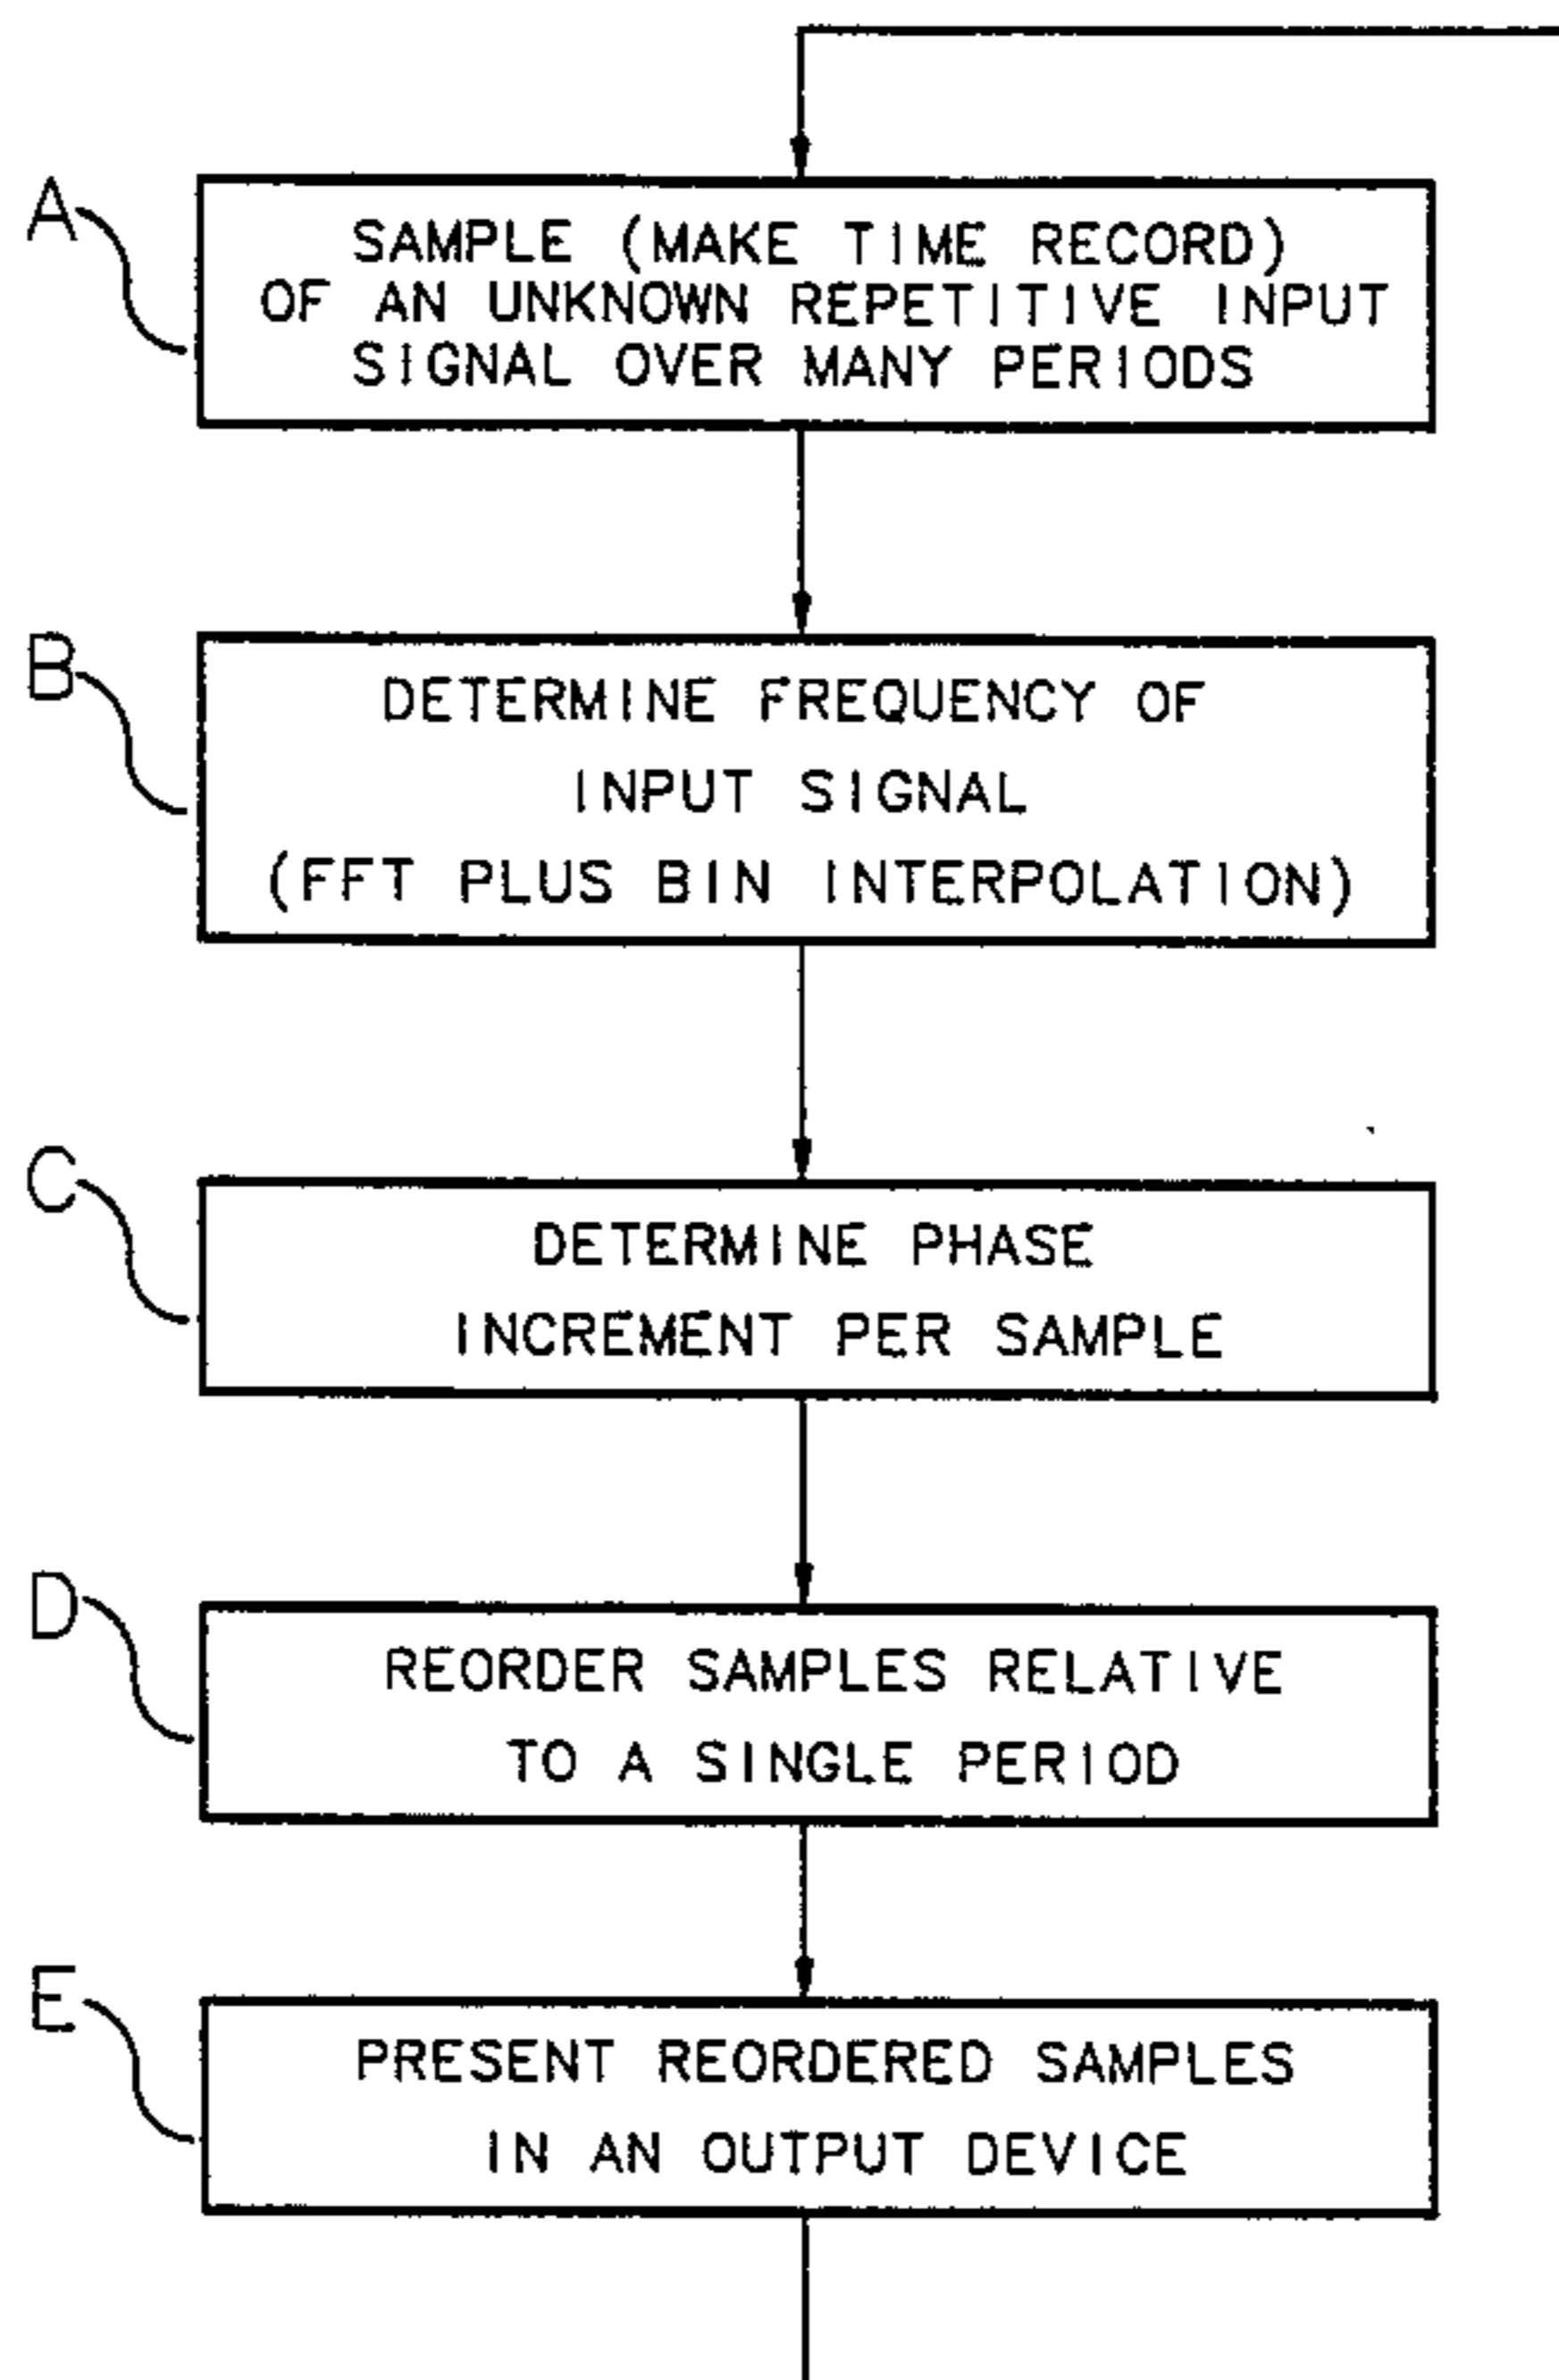 A
SAMPLE (MAKE TIME RECORD)
OF AN UNKNOWN REPETITIVE INPUT
SIGNAL OVER MANY PERIODS
B
DETERMINE FREQUENCY OF
INPUT SIGNAL
(FFT PLUS BIN INTERPOLATION)
C
DETERMINE PHASE
INCREMENT PER SAMPLE
D
REORDER SAMPLES RELATIVE
TO A SINGLE PERIOD
E
PRESENT REORDERED SAMPLES
IN AN OUTPUT DEVICE